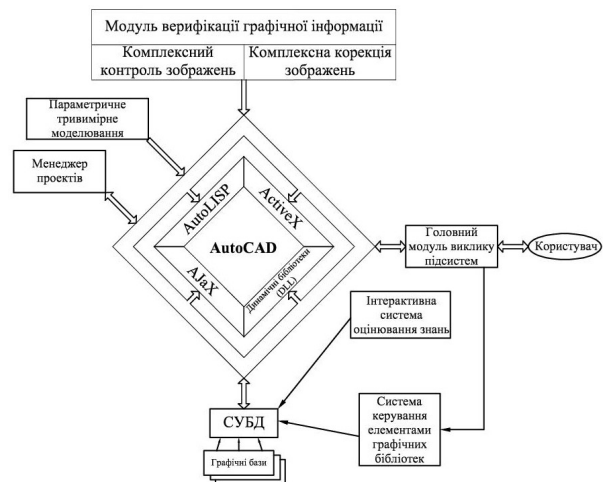 Модуль верифікації графічної інформації
Комплексний
контроль зображень
Комплексна корекція
зображень
Параметричне
тривимірне
моделювання
Менеджер
проектів
AutoLISP
ActiveX
AutoCAD
AJaX
Динамічні бібліотеки
(DLL)
Головний
модуль виклику
підсистем
Користувач
Інтерактивна
система
оцінювання знань
СУБД
Система
керування
елементами
графічних
бібліотек
Графічні бази